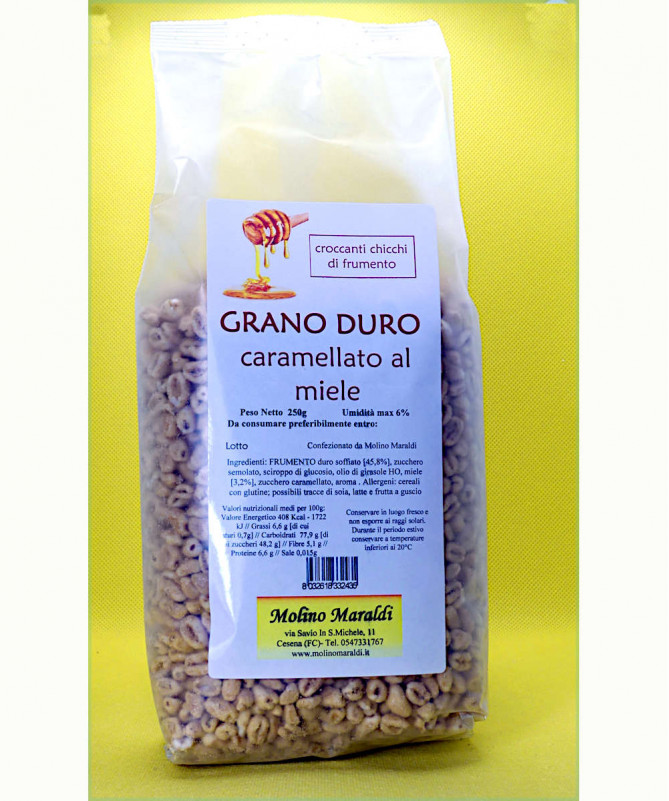 croccanti chicchi
di frumento
GRANO DURO
caramellato al
miele
Peso Netto 250g Umidità max 6%
Da consumare preferibilmente entro:
Lotto Confezionato da Molino Maraldi
Ingredienti: FRUMENTO duro soffiato [45,8%], zucchero
semolato, sciroppo di glucosio, olio di girasole HO, miele
[3,2%], zucchero caramellato, aroma . Allergeni: cereali
con glutine; possibili tracce di soia, latte e frutta a guscio
Valori nutrizionali medi per 100g:
Valore Energetico 408 Kcal - 1722
kJ // Grassi 6,6 g [di cui
turi 0,7g] // Carboidrati 77,9 g [di
i zuccheri 48,2 g] // Fibre 5,1 g //
Proteine 6,6 g // Sale 0,015g
Conservare in luogo fresco e
non esporre ai raggi solari.
Durante il periodo estivo
conservare a temperature
inferiori al 20°C
8 032618 332436
Molino Maraldi
via Savio In S.Michele, 11
Cesena (FC)- Tel. 0547331767
www.molinomaraldi.it